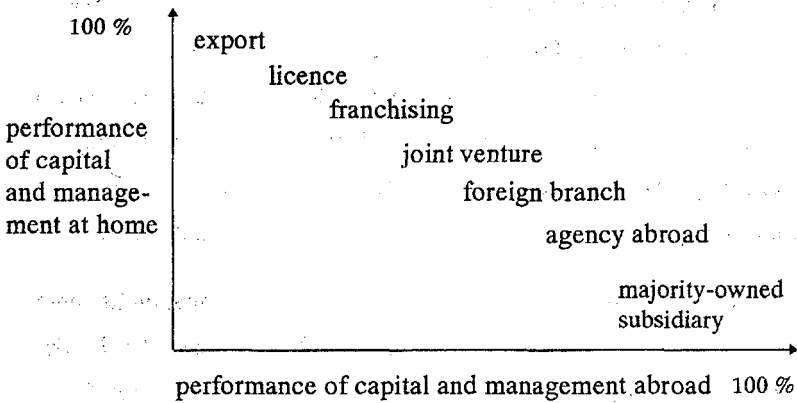 100 %
export
licence
franchising
performance
of capital
and manage-
ment at home
joint venture
foreign branch
agency abroad
majority-owned
subsidiary
performance of capital and management abroad 100 %